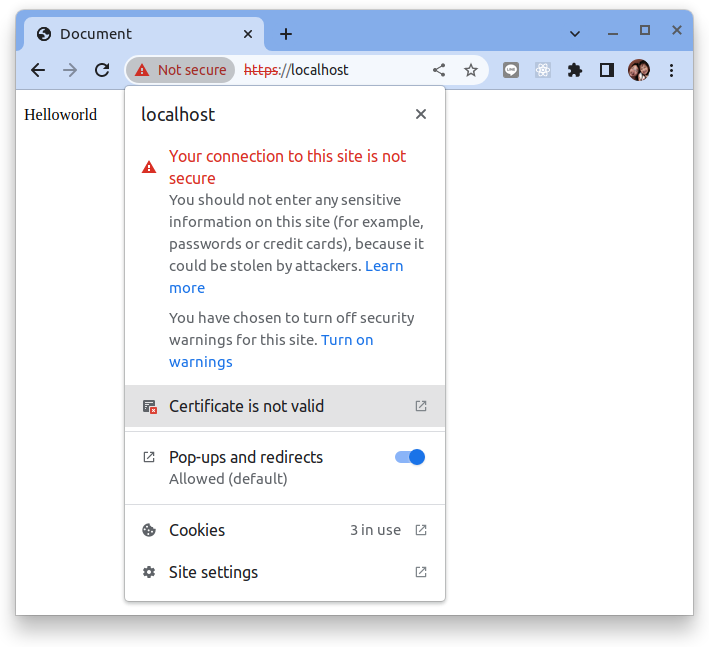 Document
Not secure
https://localhost
Helloworld
localhost
Your connection to this site is not
secure
You should not enter any sensitive
information on this site (for example,
passwords or credit cards), because it
could be stolen by attackers. Learn
more
You have chosen to turn off security
warnings for this site. Turn on
warnings
Certificate is not valid
Pop-ups and redirects
Allowed (default)
Cookies 3 in use
Site settings